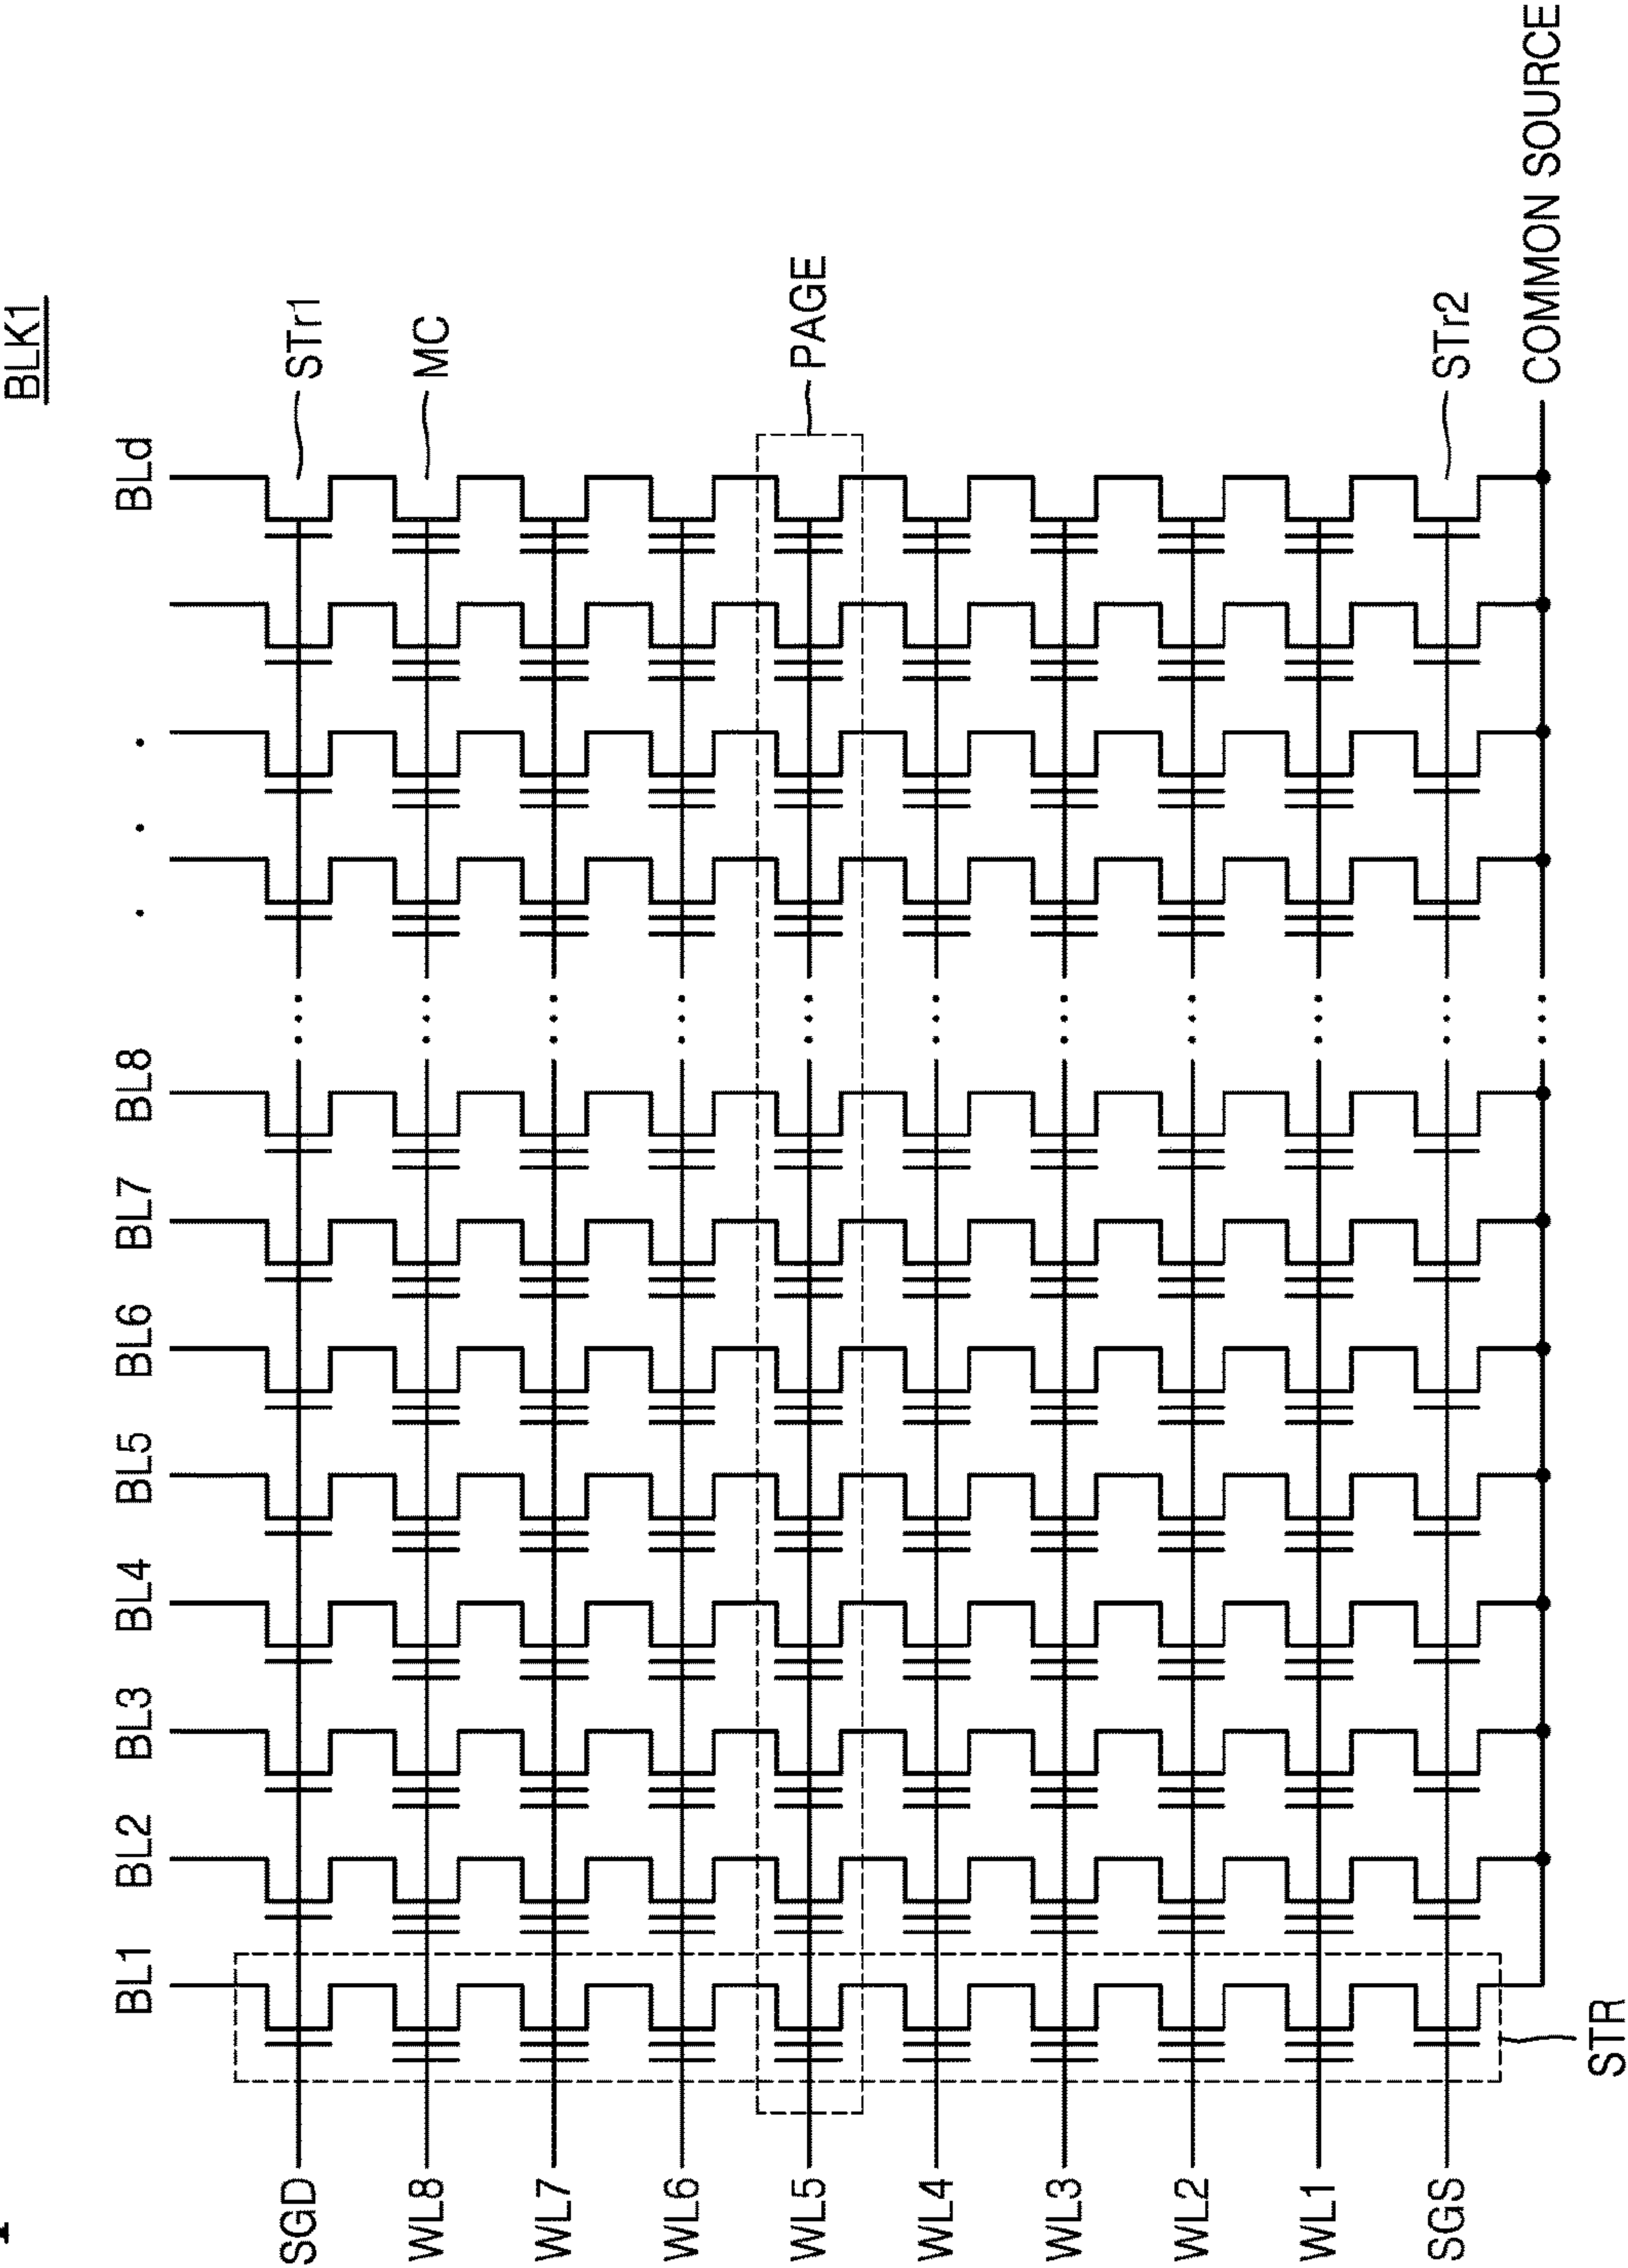 BLK1
BL1 BL2 BL3 BL4 BL5 BL6 BL7 BL8 . . . BLd
SGD
STr1
WL8
MC
WL7
WL6
WL5
PAGE
WL4
WL3
WL2
WL1
SGS
STr2
COMMON SOURCE
STR